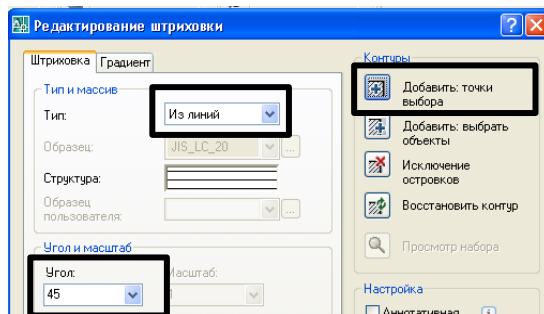 Редактирование штриховки
Штриховка Градиент
Тип и массив
Тип: Из линий
Образец: JIS_LC_20 ...
Структура:
Образец
пользователя: ...
Угол и масштаб
Угол: Масштаб:
45 1
Контуры
Добавить: точки
выбора
Добавить: выбрать
объекты
Исключение
островков
Восстановить контур
Просмотр набора
Настройка
Аннотативная